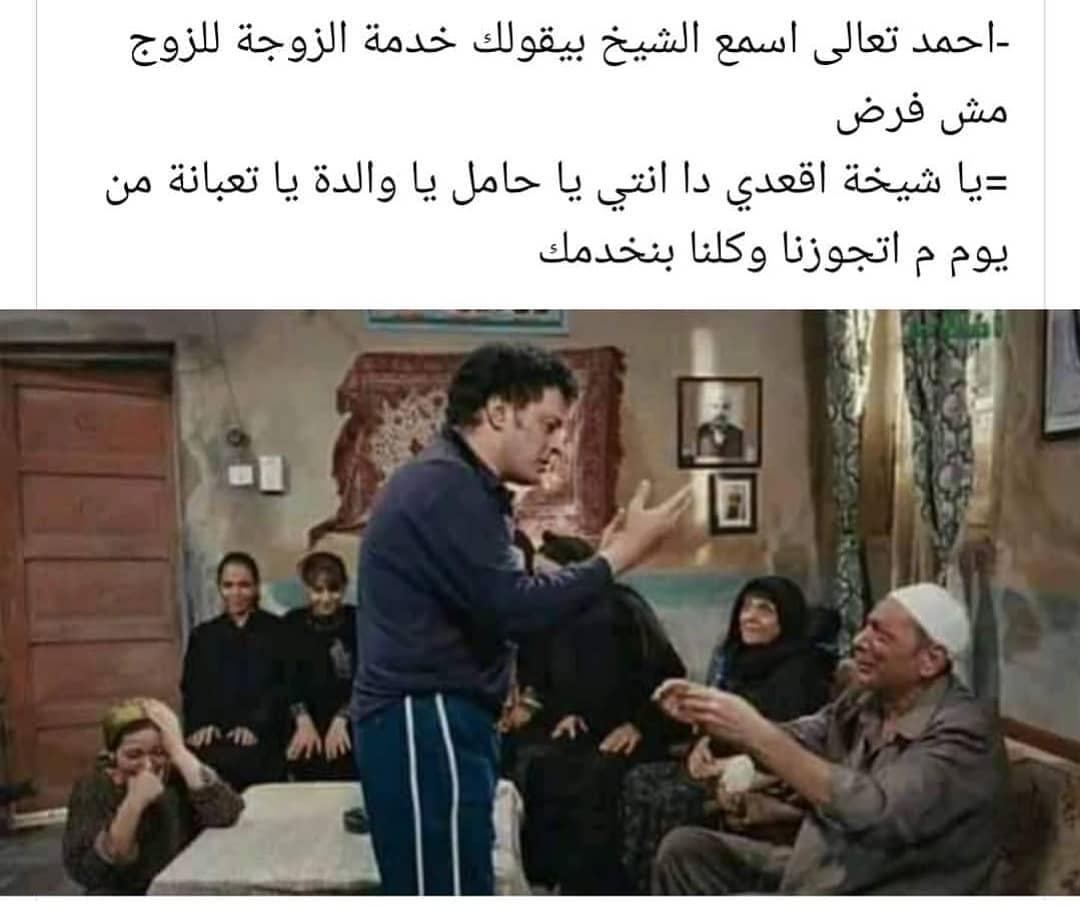 -احمد تعالى اسمع الشيخ بيقولك خدمة الزوجة للزوج
مش فرض
=يا شيخة اقعدي دا انتي يا حامل يا والدة يا تعبانة من
يوم م اتجوزنا وكلنا بنخدمك